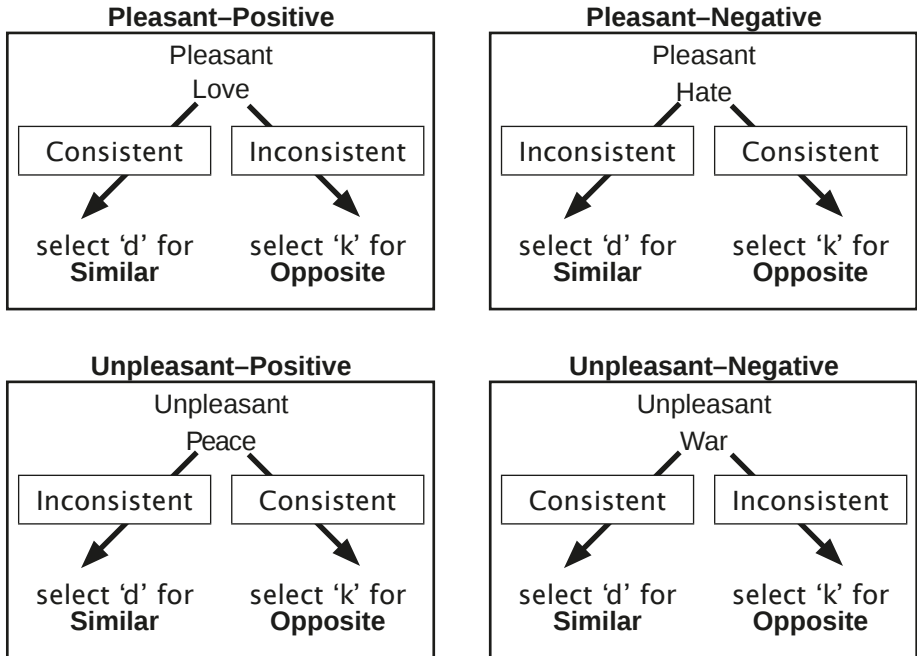 Pleasant–Positive
Pleasant
Love
Consistent
Inconsistent
select ‘d’ for
Similar
select ‘k’ for
Opposite
Pleasant–Negative
Pleasant
Hate
Inconsistent
Consistent
select ‘d’ for
Similar
select ‘k’ for
Opposite
Unpleasant–Positive
Unpleasant
Peace
Inconsistent
Consistent
select ‘d’ for
Similar
select ‘k’ for
Opposite
Unpleasant–Negative
Unpleasant
War
Consistent
Inconsistent
select ‘d’ for
Similar
select ‘k’ for
Opposite